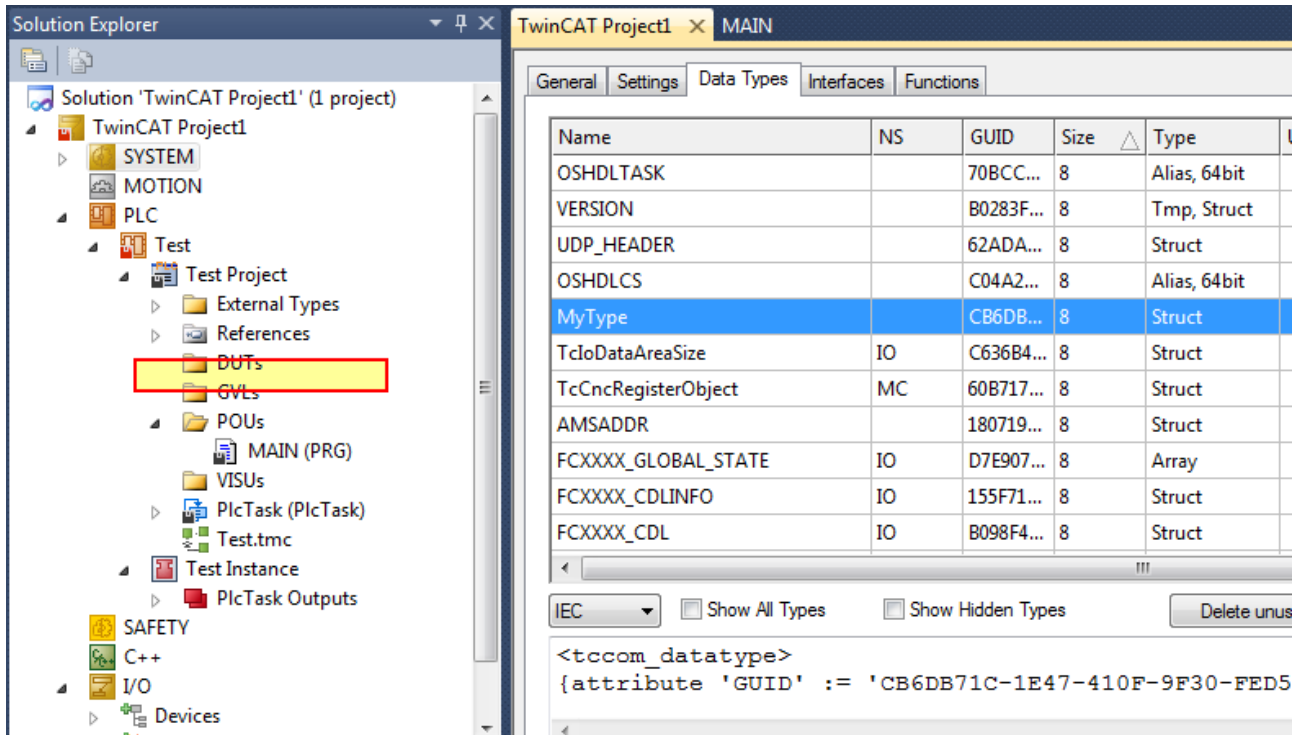 Solution Explorer
Solution 'TwinCAT Project1' (1 project)
TwinCAT Project1
SYSTEM
MOTION
PLC
Test
Test Project
External Types
References
DUTs
GVLs
POUs
MAIN (PRG)
VISUs
PlcTask (PlcTask)
Test.tmc
Test Instance
PlcTask Outputs
SAFETY
C++
I/O
Devices
TwinCAT Project1 MAIN
General Settings Data Types Interfaces Functions
Name NS GUID Size Type
OSHDLTASK 70BCC... 8 Alias, 64bit
VERSION B0283F... 8 Tmp, Struct
UDP_HEADER 62ADA... 8 Struct
OSHDLCS C04A2... 8 Alias, 64bit
MyType CB6DB... 8 Struct
TcIoDataAreaSize IO C636B4... 8 Struct
TcCncRegisterObject MC 60B717... 8 Struct
AMSADDR 180719... 8 Struct
FCXXXX_GLOBAL_STATE IO D7E907... 8 Array
FCXXXX_CDLINFO IO 155F71... 8 Struct
FCXXXX_CDL IO B098F4... 8 Struct
IEC Show All Types Show Hidden Types Delete unus
<tccom_datatype>
{attribute 'GUID' := 'CB6DB71C-1E47-410F-9F30-FED5